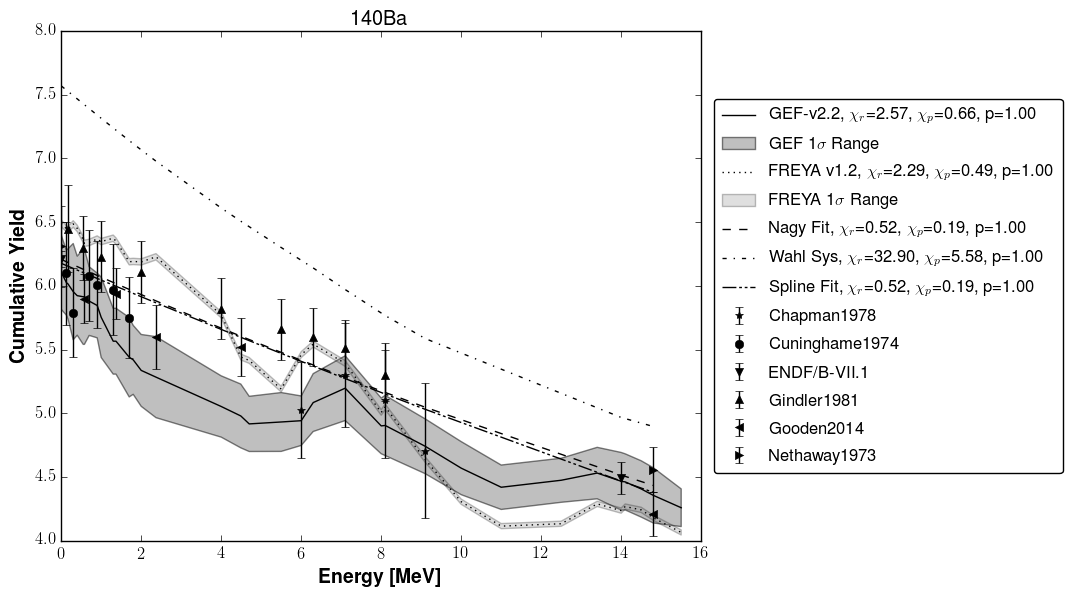 140Ba
8.0
7.5
7.0
6.5
6.0
5.5
5.0
4.5
4.0
Cumulative Yield
0 2 4 6 8 10 12 14 16
Energy [MeV]
GEF-v2.2, χr=2.57, χp=0.66, p=1.00
GEF 1σ Range
FREYA v1.2, χr=2.29, χp=0.49, p=1.00
FREYA 1σ Range
Nagy Fit, χr=0.52, χp=0.19, p=1.00
Wahl Sys, χr=32.90, χp=5.58, p=1.00
Spline Fit, χr=0.52, χp=0.19, p=1.00
Chapman1978
Cuninghame1974
ENDF/B-VII.1
Gindler1981
Gooden2014
Nethaway1973